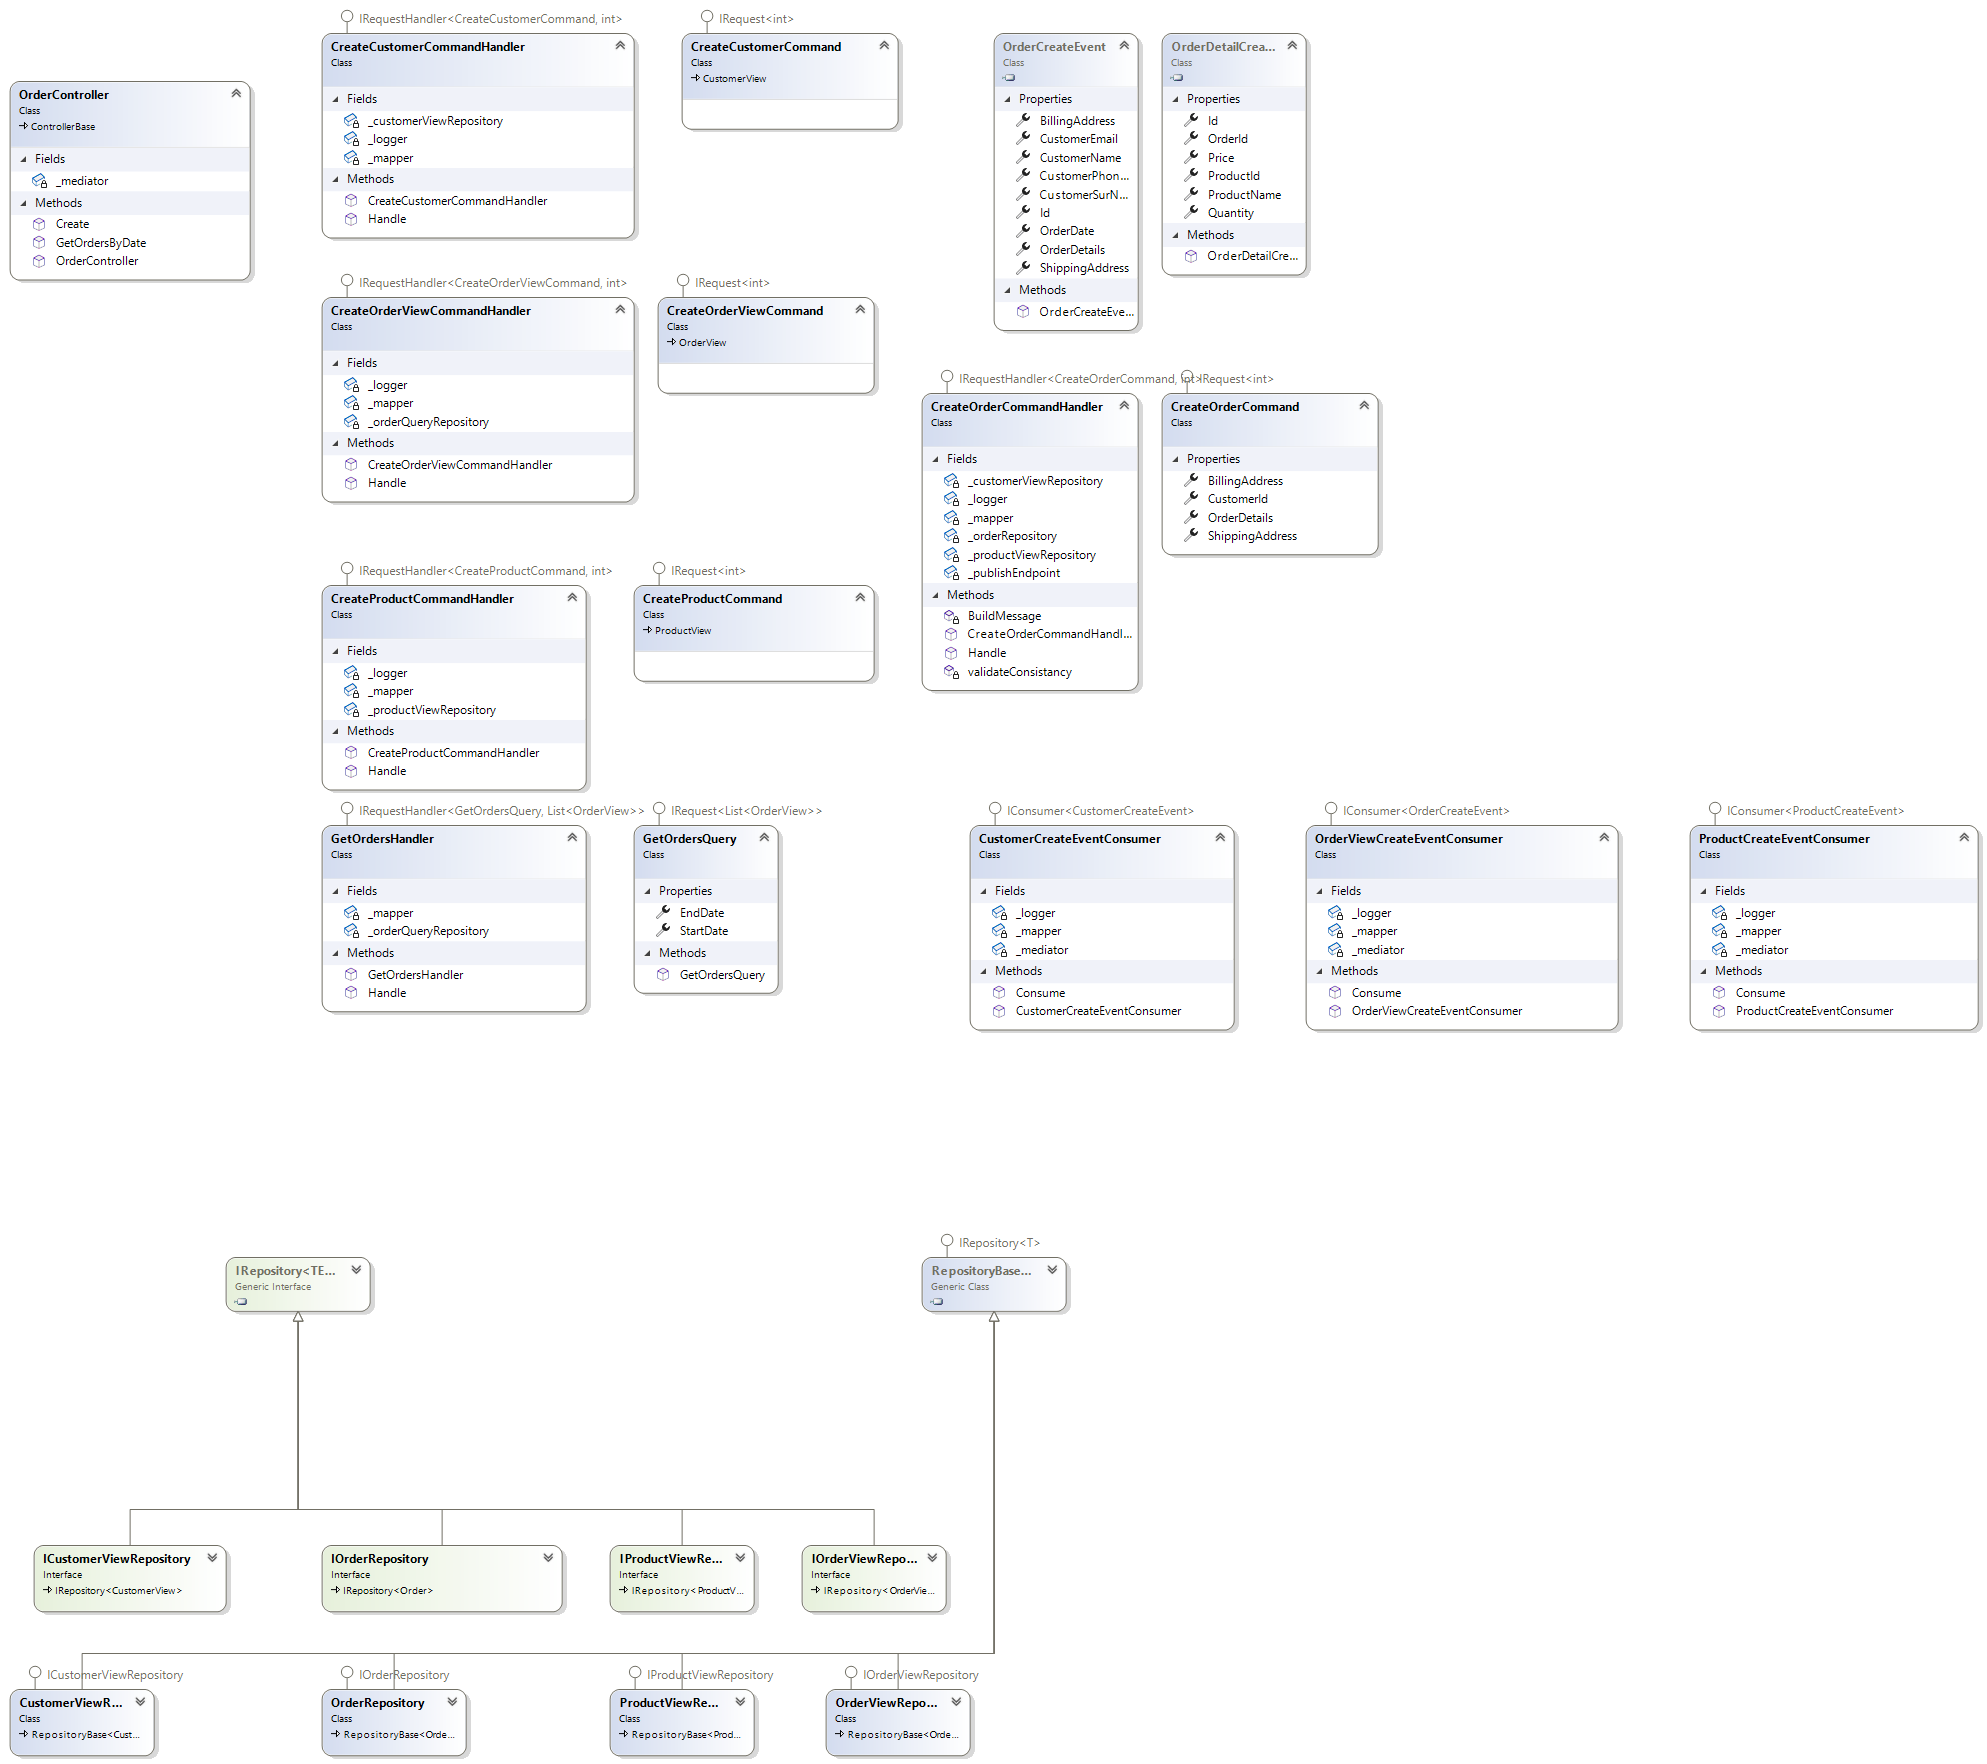 OrderController
Class
ControllerBase
Fields
_mediator
Methods
Create
GetOrdersByDate
OrderController
IRequestHandler<CreateCustomerCommand, int>
CreateCustomerCommandHandler
Class
Fields
_customerViewRepository
_logger
_mapper
Methods
CreateCustomerCommandHandler
Handle
IRequest<int>
CreateCustomerCommand
Class
CustomerView
OrderCreateEvent
Class
Properties
BillingAddress
CustomerEmail
CustomerName
CustomerPhon...
CustomerSurN...
Id
OrderDate
OrderDetails
ShippingAddress
Methods
OrderCreateEve...
OrderDetailCrea...
Class
Properties
Id
OrderId
Price
ProductId
ProductName
Quantity
Methods
OrderDetailCre...
IRequestHandler<CreateOrderViewCommand, int>
CreateOrderViewCommandHandler
Class
Fields
_logger
_mapper
_orderQueryRepository
Methods
CreateOrderViewCommandHandler
Handle
IRequest<int>
CreateOrderViewCommand
Class
OrderView
IRequestHandler<CreateOrderCommand, int>
CreateOrderCommandHandler
Class
Fields
_customerViewRepository
_logger
_mapper
_orderRepository
_productViewRepository
_publishEndpoint
Methods
BuildMessage
CreateOrderCommandHandl...
Handle
validateConsistancy
IRequest<int>
CreateOrderCommand
Class
Properties
BillingAddress
CustomerId
OrderDetails
ShippingAddress
IRequestHandler<CreateProductCommand, int>
CreateProductCommandHandler
Class
Fields
_logger
_mapper
_productViewRepository
Methods
CreateProductCommandHandler
Handle
IRequest<int>
CreateProductCommand
Class
ProductView
IRequestHandler<GetOrdersQuery, List<OrderView>>
GetOrdersHandler
Class
Fields
_mapper
_orderQueryRepository
Methods
GetOrdersHandler
Handle
IRequest<List<OrderView>>
GetOrdersQuery
Class
Properties
EndDate
StartDate
Methods
GetOrdersQuery
IConsumer<CustomerCreateEvent>
CustomerCreateEventConsumer
Class
Fields
_logger
_mapper
_mediator
Methods
Consume
CustomerCreateEventConsumer
IConsumer<OrderCreateEvent>
OrderViewCreateEventConsumer
Class
Fields
_logger
_mapper
_mediator
Methods
Consume
OrderViewCreateEventConsumer
IConsumer<ProductCreateEvent>
ProductCreateEventConsumer
Class
Fields
_logger
_mapper
_mediator
Methods
Consume
ProductCreateEventConsumer
IRepository<TE...
Generic Interface
IRepository<T>
RepositoryBase...
Generic Class
ICustomerViewRepository
Interface
IRepository<CustomerView>
IOrderRepository
Interface
IRepository<Order>
IProductViewRe...
Interface
IRepository<ProductV...
IOrderViewRepo...
Interface
IRepository<OrderVie...
ICustomerViewRepository
CustomerViewR...
Class
RepositoryBase<Cust...
IOrderRepository
OrderRepository
Class
RepositoryBase<Orde...
IProductViewRepository
ProductViewRe...
Class
RepositoryBase<Prod...
IOrderViewRepository
OrderViewRepo...
Class
RepositoryBase<Orde...